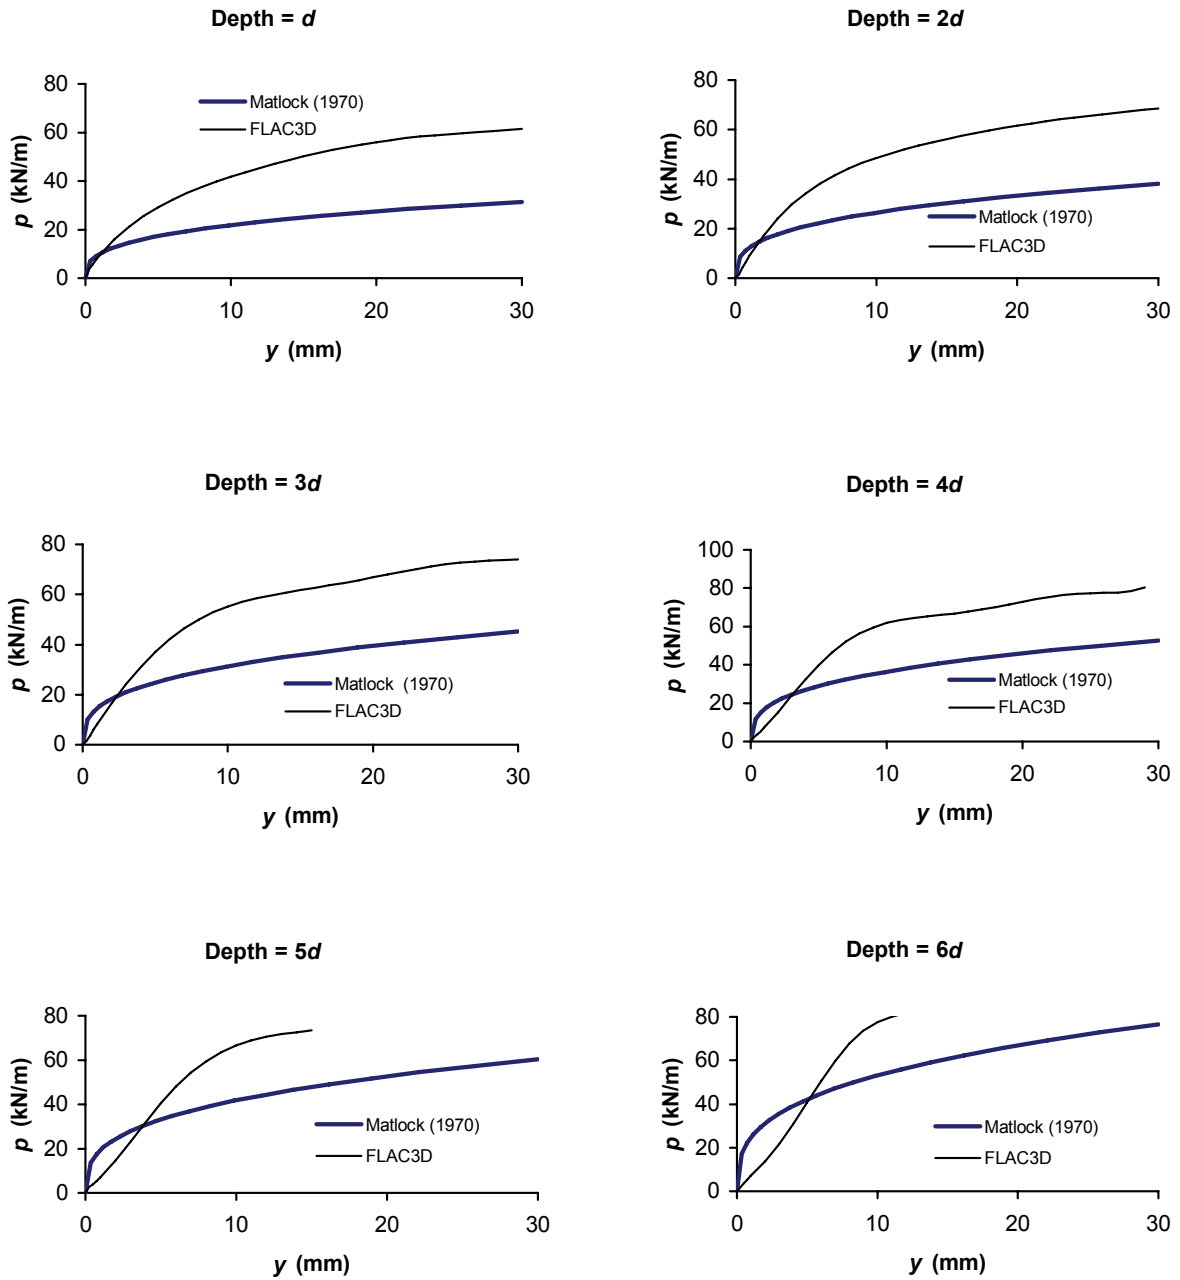 Depth = d
80
60
40
20
0
p (kN/m)
Matlock (1970)
FLAC3D
0 10 20 30
y (mm)
Depth = 2d
80
60
40
20
0
p (kN/m)
Matlock (1970)
FLAC3D
0 10 20 30
y (mm)
Depth = 3d
80
60
40
20
0
p (kN/m)
Matlock (1970)
FLAC3D
0 10 20 30
y (mm)
Depth = 4d
100
80
60
40
20
0
p (kN/m)
Matlock (1970)
FLAC3D
0 10 20 30
y (mm)
Depth = 5d
80
60
40
20
0
p (kN/m)
Matlock (1970)
FLAC3D
0 10 20 30
y (mm)
Depth = 6d
80
60
40
20
0
p (kN/m)
Matlock (1970)
FLAC3D
0 10 20 30
y (mm)